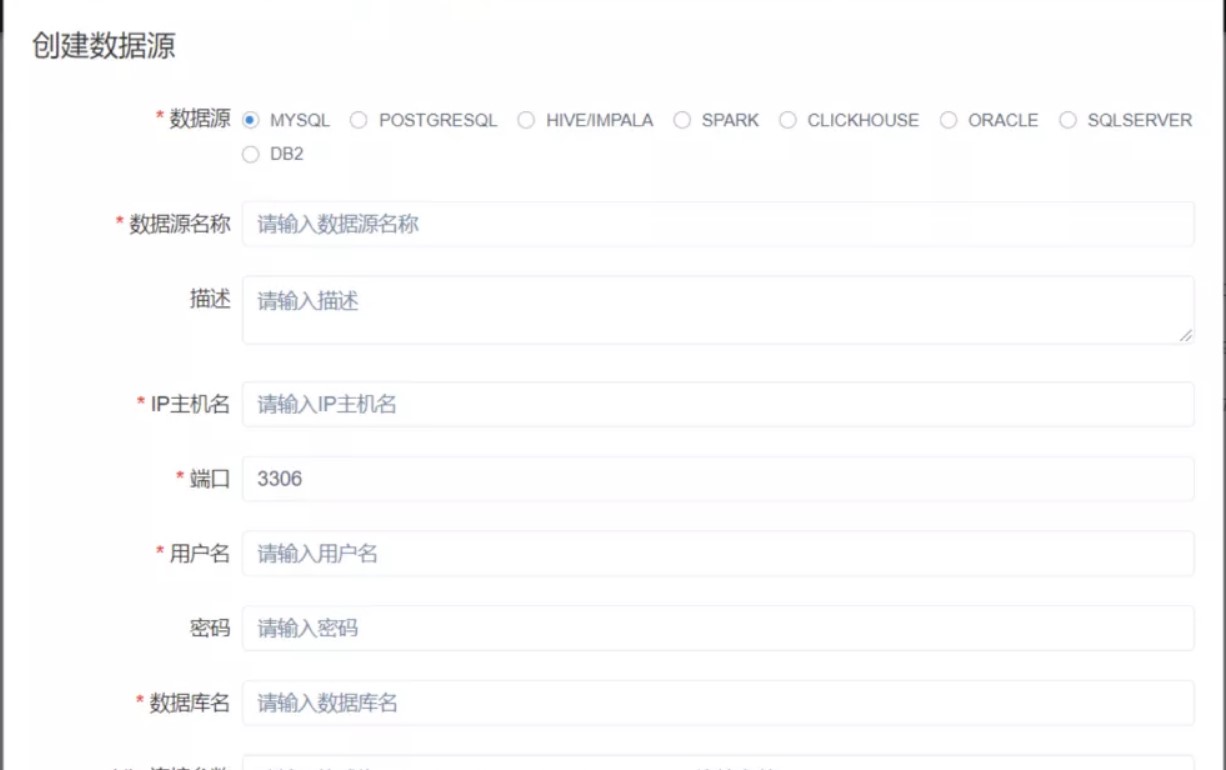 创建数据源
* 数据源 MYSQL POSTGRESQL HIVE/IMPALA SPARK CLICKHOUSE ORACLE SQLSERVER
DB2
* 数据源名称 请输入数据源名称
描述 请输入描述
* IP主机名 请输入IP主机名
* 端口 3306
* 用户名 请输入用户名
密码 请输入密码
* 数据库名 请输入数据库名